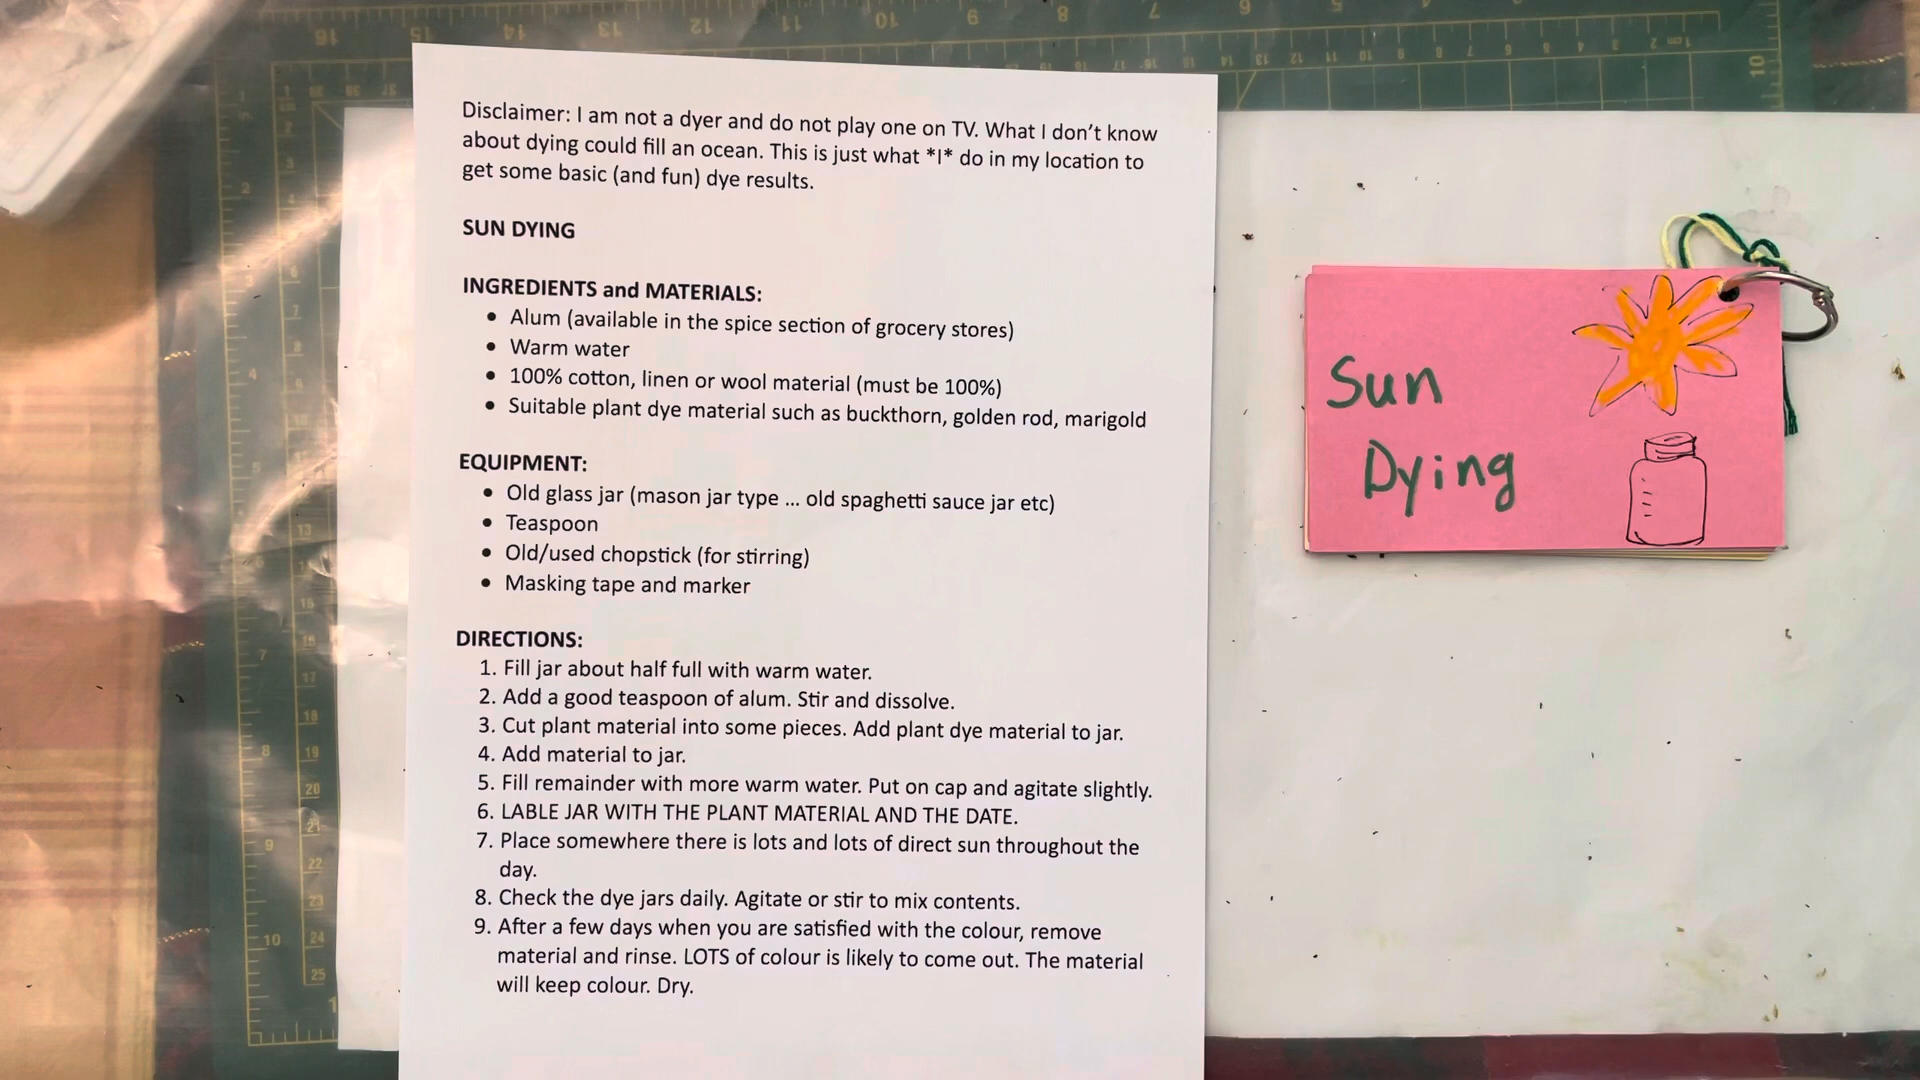 Disclaimer: I am not a dyer and do not play one on TV. What I don’t know
about dying could fill an ocean. This is just what *I* do in my location to
get some basic (and fun) dye results.
SUN DYING
INGREDIENTS and MATERIALS:
• Alum (available in the spice section of grocery stores)
• Warm water
• 100% cotton, linen or wool material (must be 100%)
• Suitable plant dye material such as buckthorn, golden rod, marigold
EQUIPMENT:
• Old glass jar (mason jar type ... old spaghetti sauce jar etc)
• Teaspoon
• Old/used chopstick (for stirring)
• Masking tape and marker
DIRECTIONS:
1. Fill jar about half full with warm water.
2. Add a good teaspoon of alum. Stir and dissolve.
3. Cut plant material into some pieces. Add plant dye material to jar.
4. Add material to jar.
5. Fill remainder with more warm water. Put on cap and agitate slightly.
6. LABLE JAR WITH THE PLANT MATERIAL AND THE DATE.
7. Place somewhere there is lots and lots of direct sun throughout the
day.
8. Check the dye jars daily. Agitate or stir to mix contents.
9. After a few days when you are satisfied with the colour, remove
material and rinse. LOTS of colour is likely to come out. The material
will keep colour. Dry.
Sun
Dying